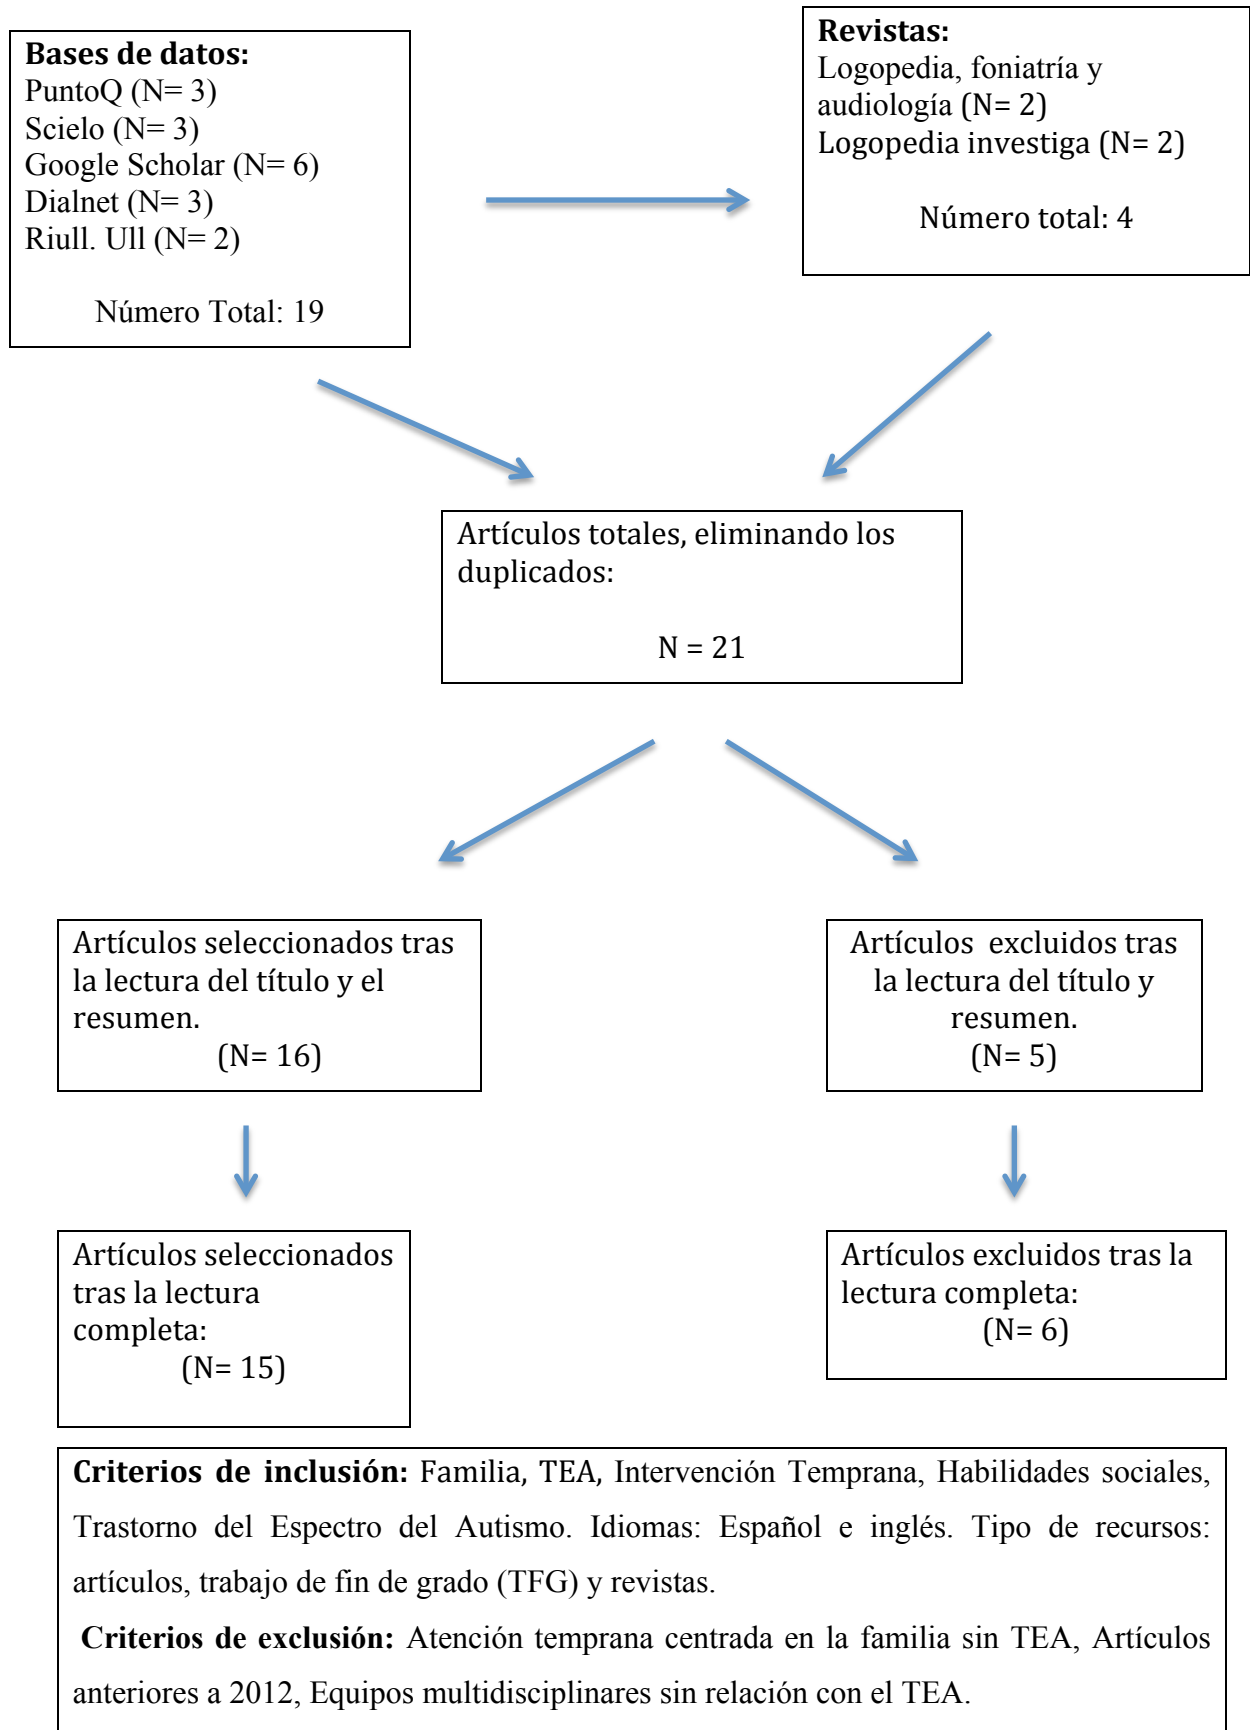 Bases de datos:
PuntoQ (N= 3)
Scielo (N= 3)
Google Scholar (N= 6)
Dialnet (N= 3)
Riull. Ull (N= 2)
Número Total: 19
Revistas:
Logopedia, foniatría y
audiología (N= 2)
Logopedia investiga (N= 2)
Número total: 4
Artículos totales, eliminando los
duplicados:
N = 21
Artículos seleccionados tras
la lectura del título y el
resumen.
(N= 16)
Artículos excluidos tras
la lectura del título y
resumen.
(N= 5)
Artículos seleccionados
tras la lectura
completa:
(N= 15)
Artículos excluidos tras la
lectura completa:
(N= 6)
Criterios de inclusión: Familia, TEA, Intervención Temprana, Habilidades sociales,
Trastorno del Espectro del Autismo. Idiomas: Español e inglés. Tipo de recursos:
artículos, trabajo de fin de grado (TFG) y revistas.
Criterios de exclusión: Atención temprana centrada en la familia sin TEA, Artículos
anteriores a 2012, Equipos multidisciplinares sin relación con el TEA.